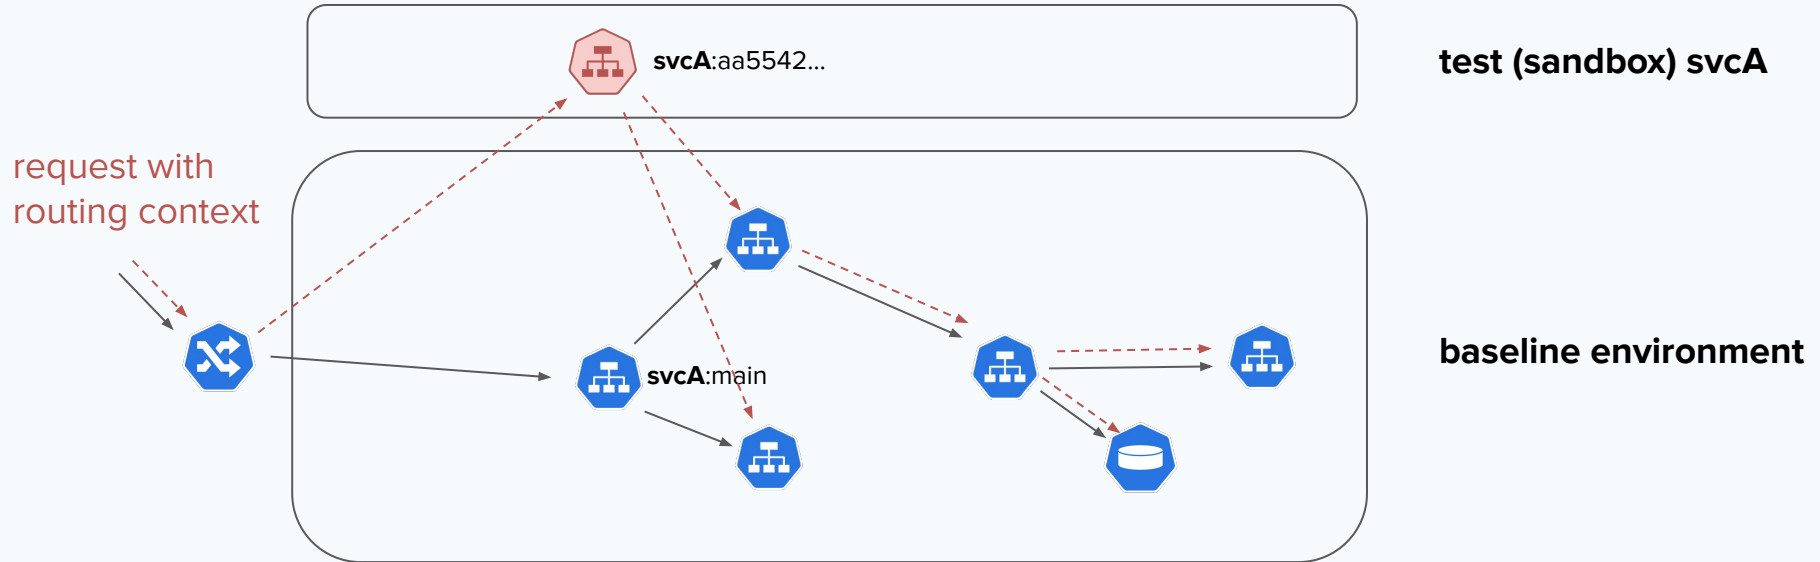 svcA:aa5542...
test (sandbox) svcA
request with
routing context
baseline environment
svcA:main